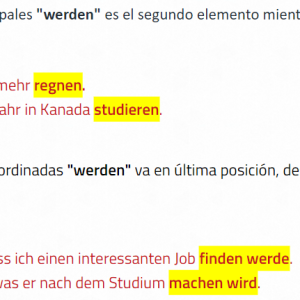 pales "werden" es el segundo elemento mient
mehr regnen.
ahr in Kanada studieren.
ordinadas "werden" va en última posición, de
ss ich einen interessanten Job finden werde.
vas er nach dem Studium machen wird.